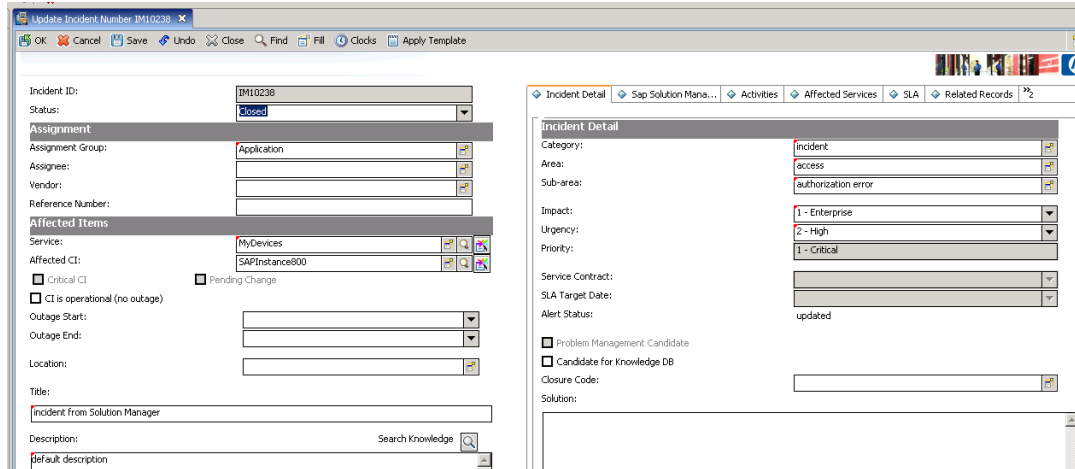 Update Incident Number IM10238
OK Cancel Save Undo Close Find Fill Clocks Apply Template
Incident ID: IM10238
Status: Closed
Assignment
Assignment Group: Application
Assignee:
Vendor:
Reference Number:
Affected Items
Service: MyDevices
Affected CI: SAPInstance800
Critical CI Pending Change
CI is operational (no outage)
Outage Start:
Outage End:
Location:
Title:
incident from Solution Manager
Description: Search Knowledge
default description
Incident Detail Sap Solution Mana... Activities Affected Services SLA Related Records »2
Incident Detail
Category: incident
Area: access
Sub-area: authorization error
Impact: 1 - Enterprise
Urgency: 2 - High
Priority: 1 - Critical
Service Contract:
SLA Target Date:
Alert Status: updated
Problem Management Candidate
Candidate for Knowledge DB
Closure Code:
Solution: